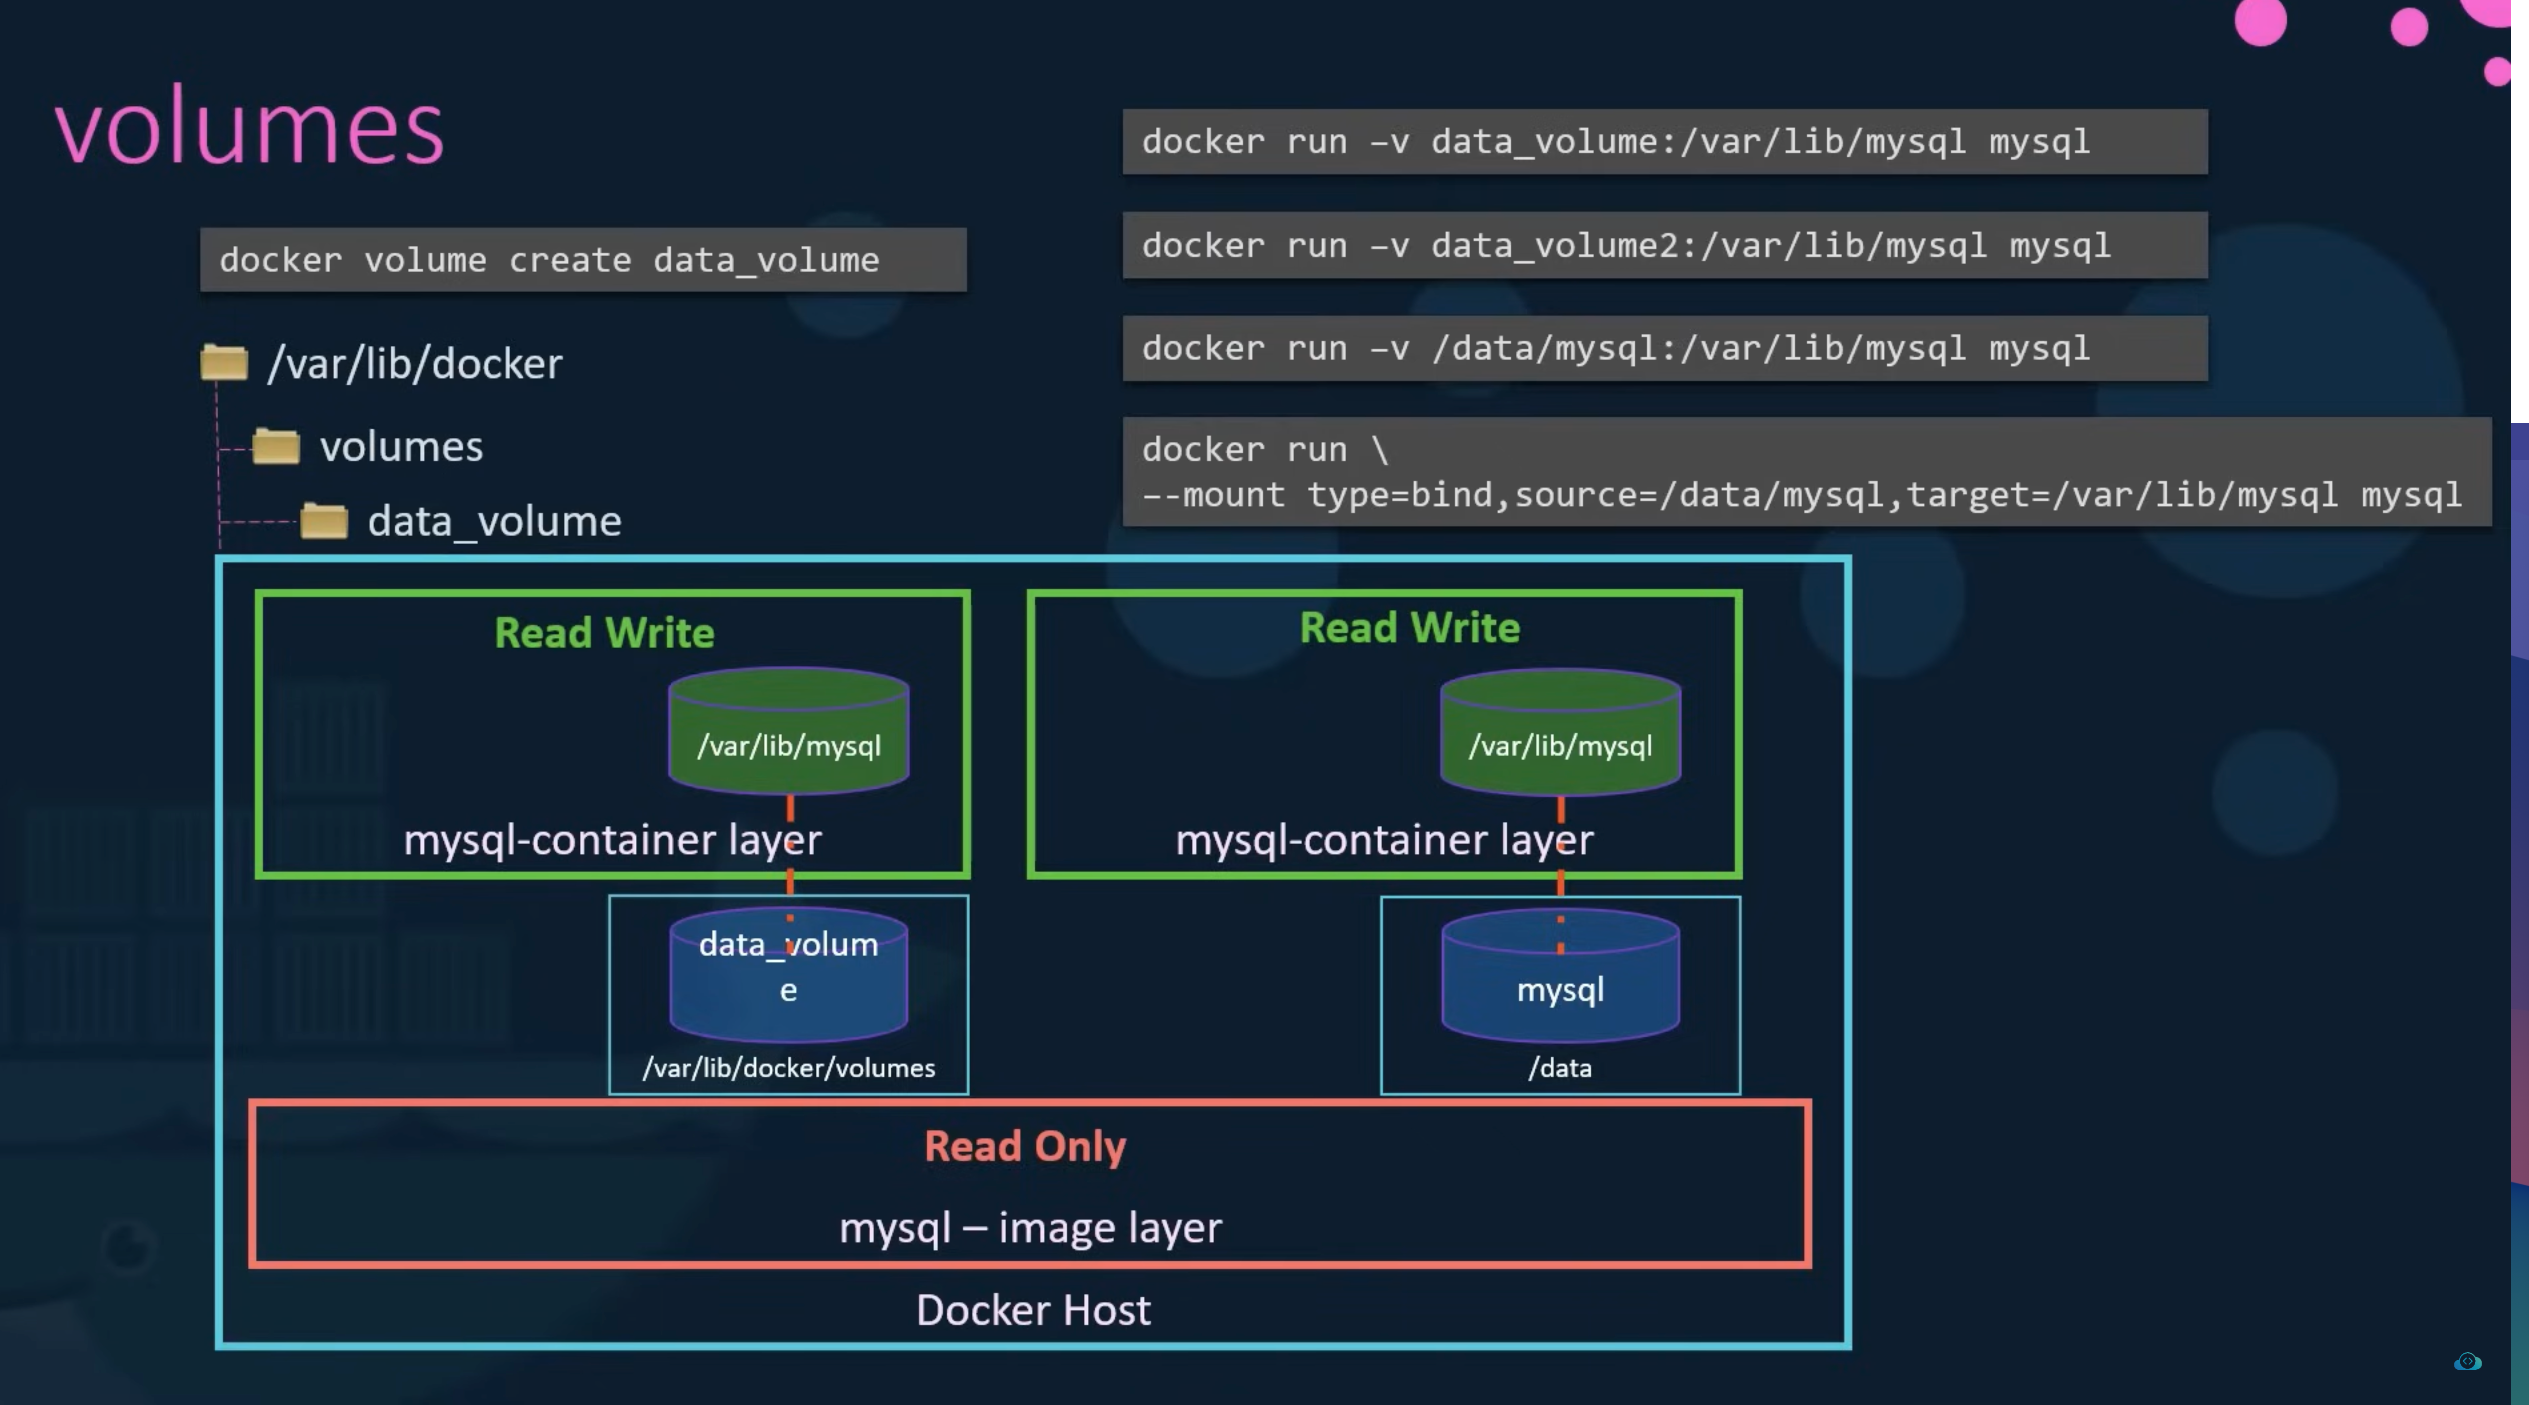 volumes
docker volume create data_volume
/var/lib/docker
volumes
data_volume
docker run –v data_volume:/var/lib/mysql mysql
docker run –v data_volume2:/var/lib/mysql mysql
docker run –v /data/mysql:/var/lib/mysql mysql
docker run \
–-mount type=bind,source=/data/mysql,target=/var/lib/mysql mysql
Read Write
/var/lib/mysql
mysql-container layer
data_volum
e
/var/lib/docker/volumes
Read Write
/var/lib/mysql
mysql-container layer
mysql
/data
Read Only
mysql – image layer
Docker Host